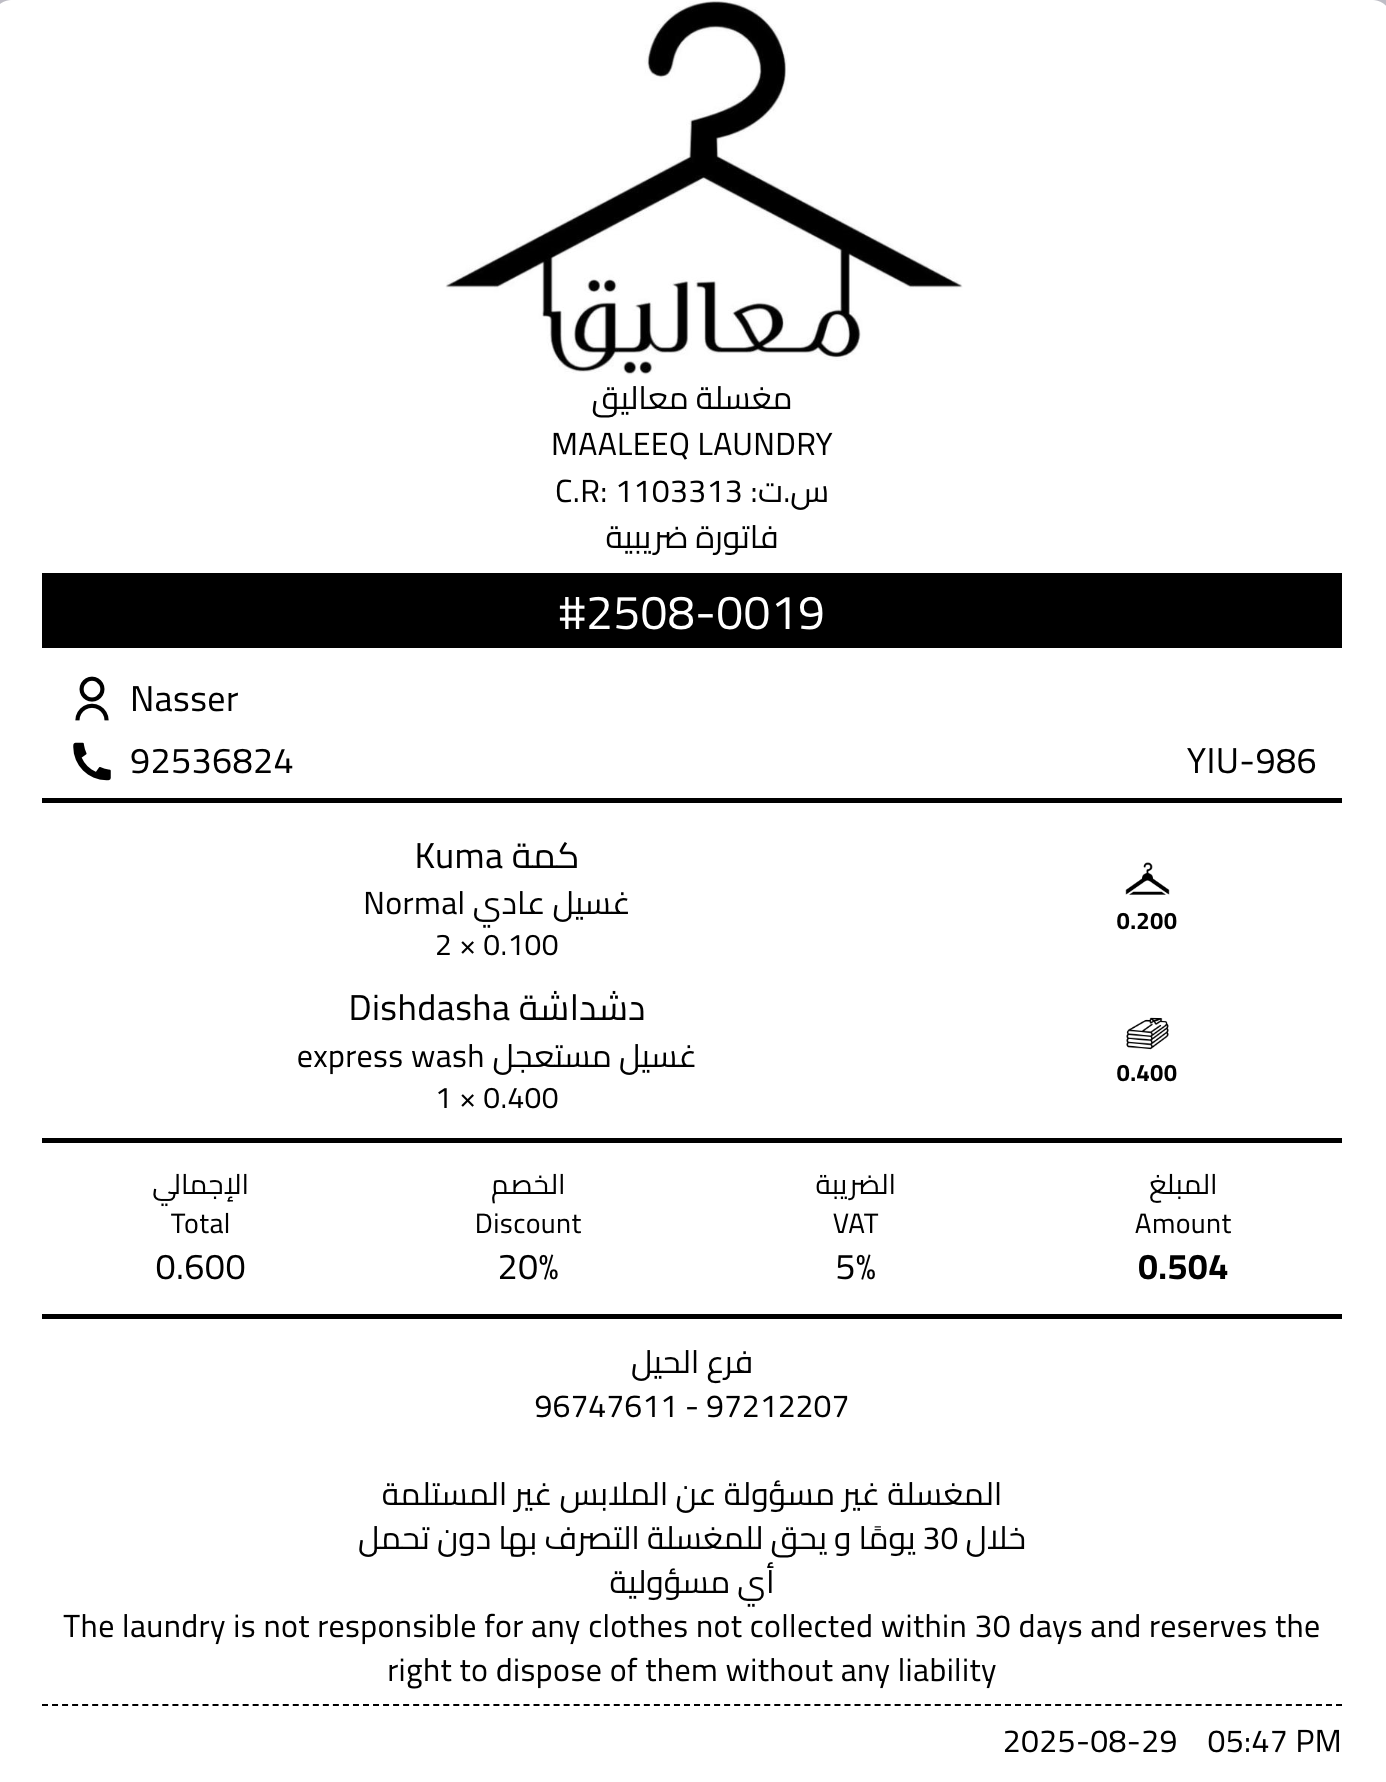 معاليق
مغسلة معاليق
MAALEEQ LAUNDRY
C.R: 1103313 :س.ت
فاتورة ضريبية
#2508-0019
Nasser
92536824 YIU-986
Kuma كمة
Normal غسيل عادي
2 × 0.100
0.200
Dishdasha دشداشة
express wash غسيل مستعجل
1 × 0.400
0.400
الإجمالي الخصم الضريبة المبلغ
Total Discount VAT Amount
0.600 20% 5% 0.504
فرع الحيل
96747611 - 97212207
المغسلة غير مسؤولة عن الملابس غير المستلمة
خلال 30 يومًا و يحق للمغسلة التصرف بها دون تحمل
أي مسؤولية
The laundry is not responsible for any clothes not collected within 30 days and reserves the
right to dispose of them without any liability
2025-08-29 05:47 PM